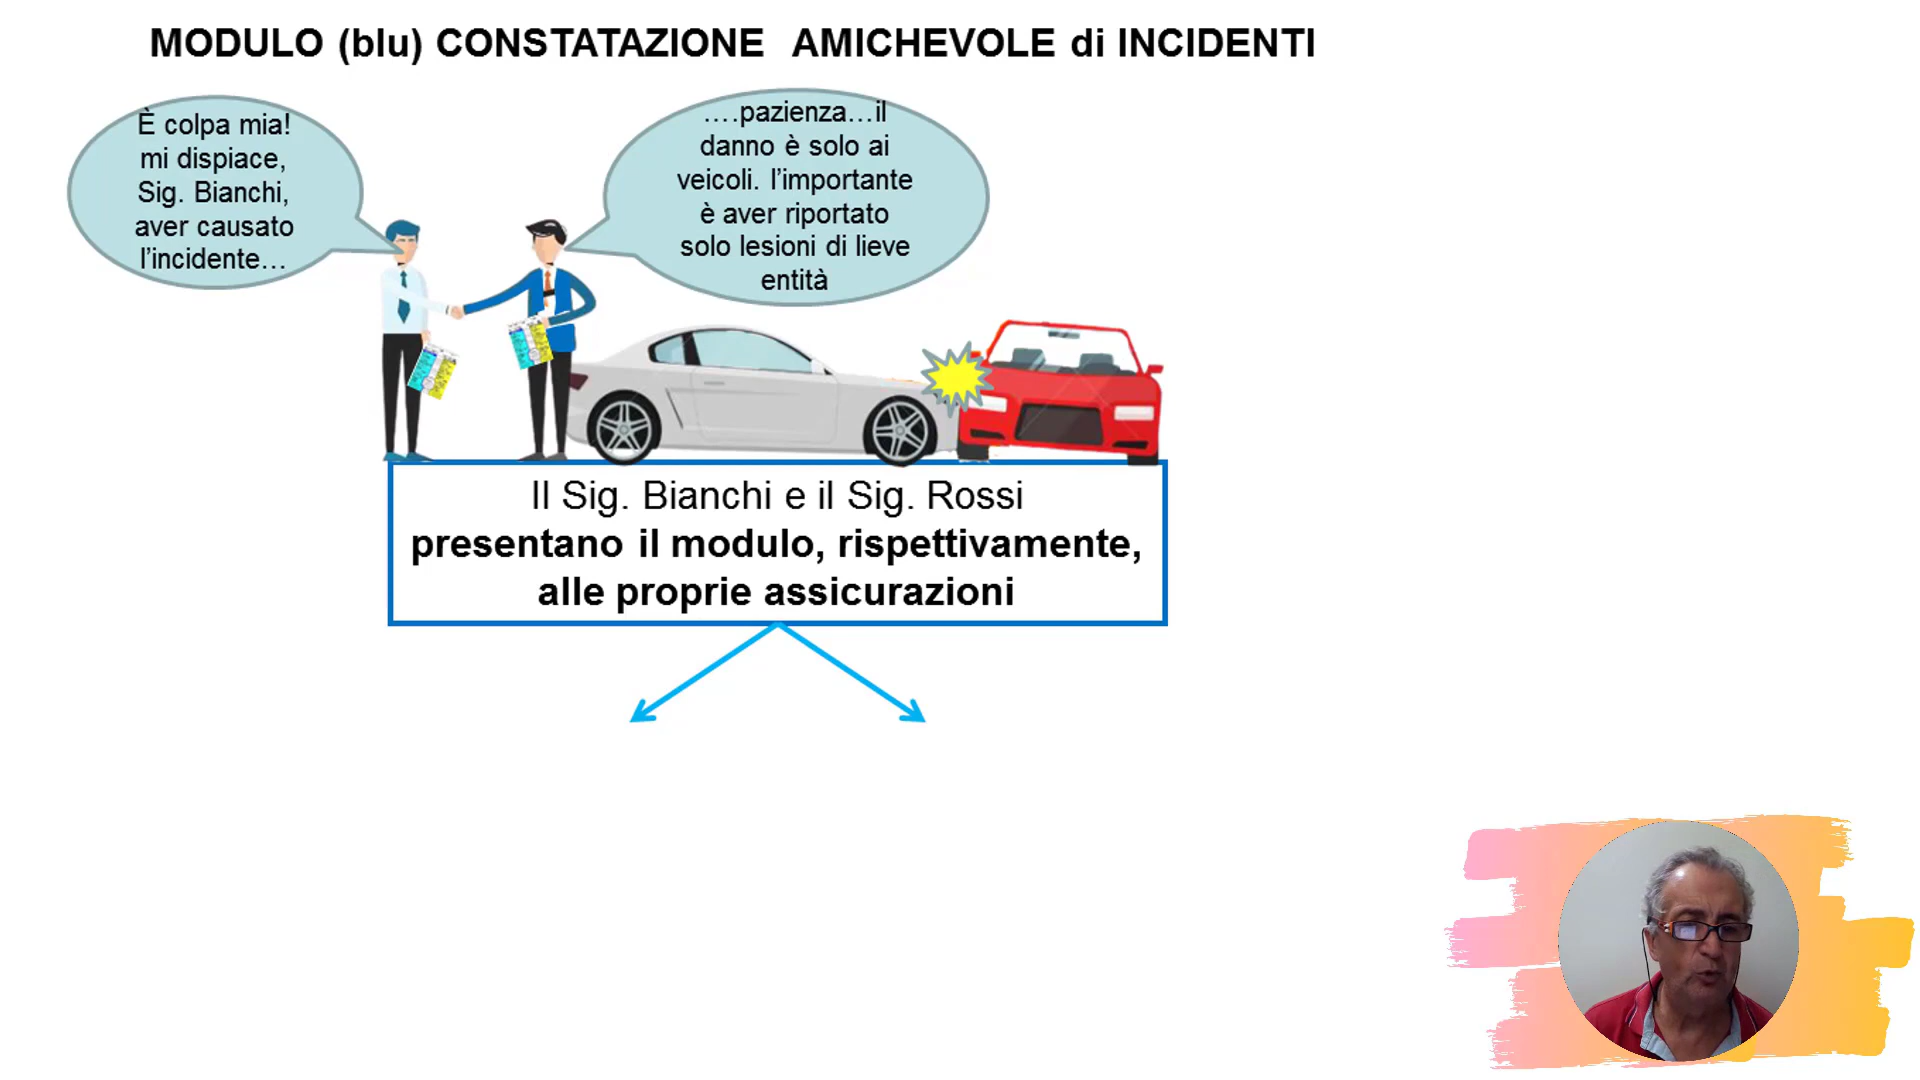 MODULO (blu) CONSTATAZIONE AMICHEVOLE di INCIDENTI
È colpa mia!
mi dispiace,
Sig. Bianchi,
aver causato
l’incidente…
….pazienza…il
danno è solo ai
veicoli. l’importante
è aver riportato
solo lesioni di lieve
entità
Il Sig. Bianchi e il Sig. Rossi
presentano il modulo, rispettivamente,
alle proprie assicurazioni